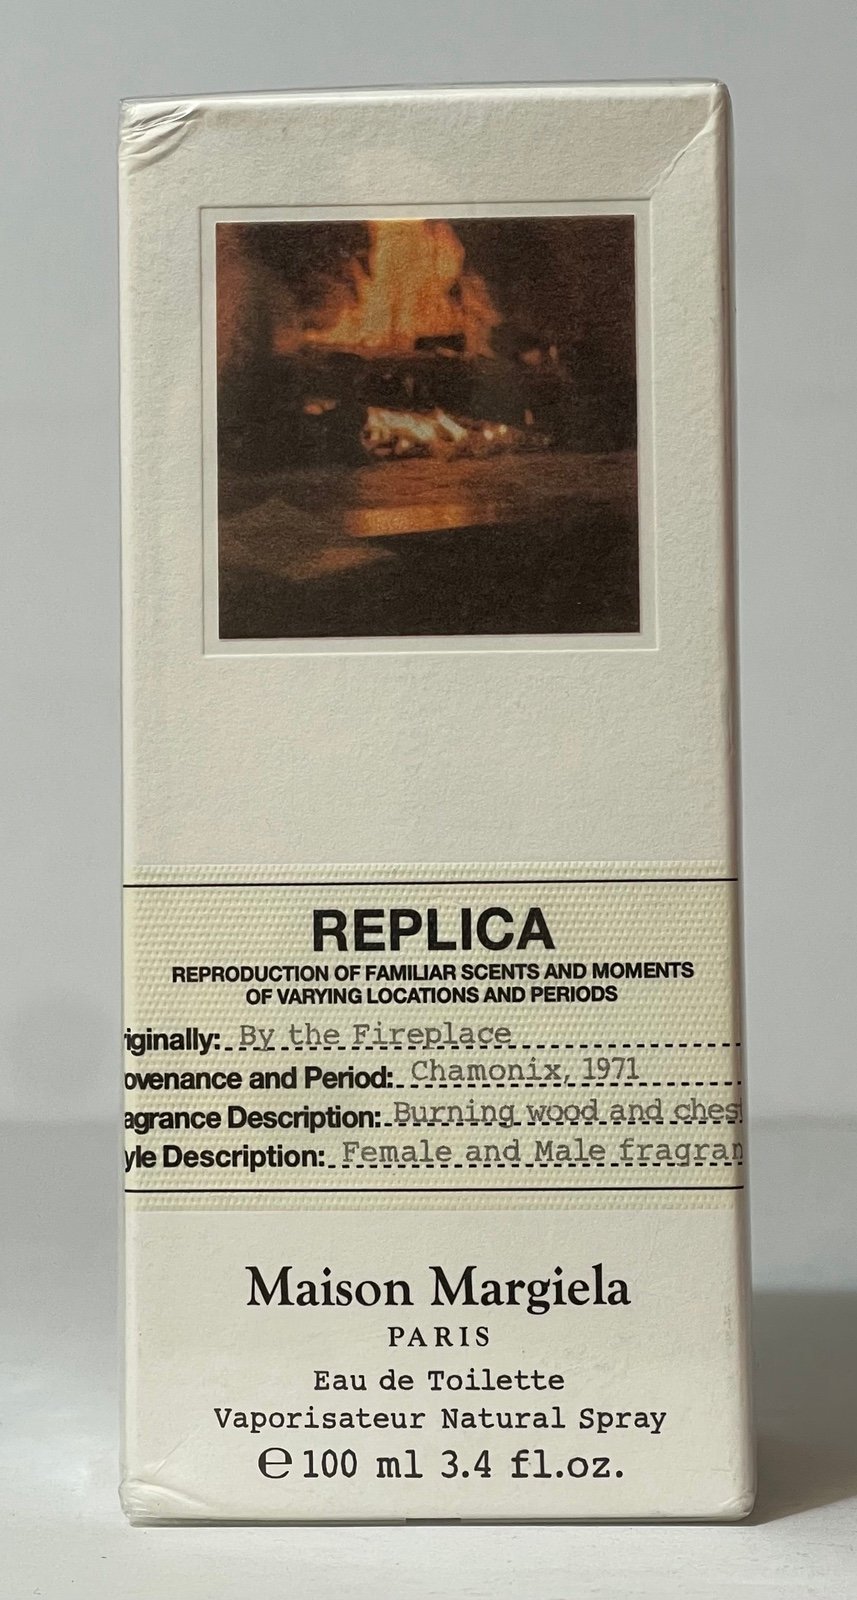 REPLICA
REPRODUCTION OF FAMILIAR SCENTS AND MOMENTS
OF VARYING LOCATIONS AND PERIODS
iginally: By the Fireplace
ovenance and Period: Chamonix, 1971
agrance Description: Burning wood and ches
yle Description: Female and Male fragran
Maison Margiela
PARIS
Eau de Toilette
Vaporisateur Natural Spray
℮ 100 ml 3.4 fl.oz.